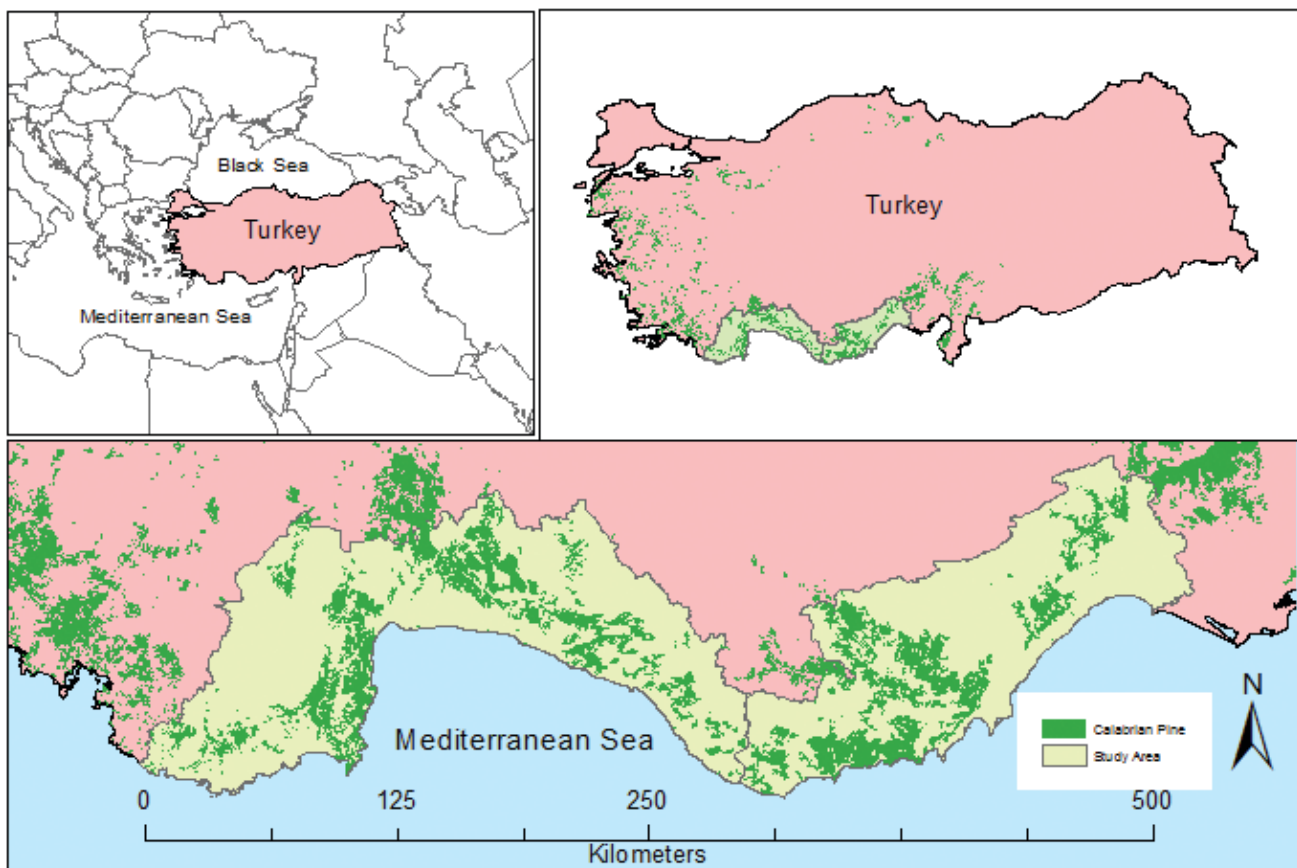 Black Sea
Turkey
Mediterranean Sea
Turkey
Mediterranean Sea
N
Calabrian Pine
Study Area
0 125 250 500
Kilometers